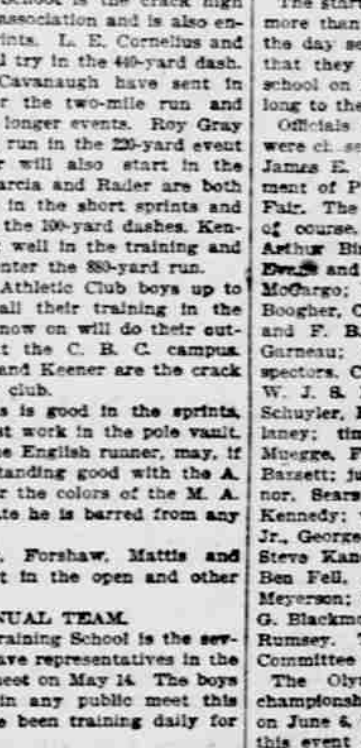 School is the crack high
association and is also en-
ints. L. E. Cornelius and
l try in the 440-yard dash.
Cavanaugh have sent in
r the two-mile run and
longer events. Roy Gray
run in the 220-yard event
r will also start in the
arcia and Rader are both
in the short sprints and
the 100-yard dashes. Ken-
well in the training and
nter the 880-yard run.
Athletic Club boys up to
all their training in the
now on will do their out-
t the C. B. C. campus.
and Keener are the crack
club.
s is good in the sprints,
st work in the pole vault.
e English runner, may, if
tanding good with the A.
r the colors of the M. A.
te he is barred from any
. Forshaw, Mattis and
t in the open and other
NUAL TEAM.
raining School is the sev-
ave representatives in the
meet on May 14. The boys
in any public meet this
e been training daily for
The star
more than
the day se
that they
school on
long to th
Officials
were ch se
James E.
ment of P
Fair. The
of course,
Arthur Bi
and
McGargo;
Boogher, C
and F. B.
Garneau;
spectors, C
W. J. S.
Schuyler, J
laney; tim
Muegge, F
Bassett; ju
nor, Sears
Kennedy;
Jr., George
Steve Kan
Ben Fell,
Meyerson;
G. Blackmo
Rumsey. T
Committee
The Oly
championsh
on June 6,
this event